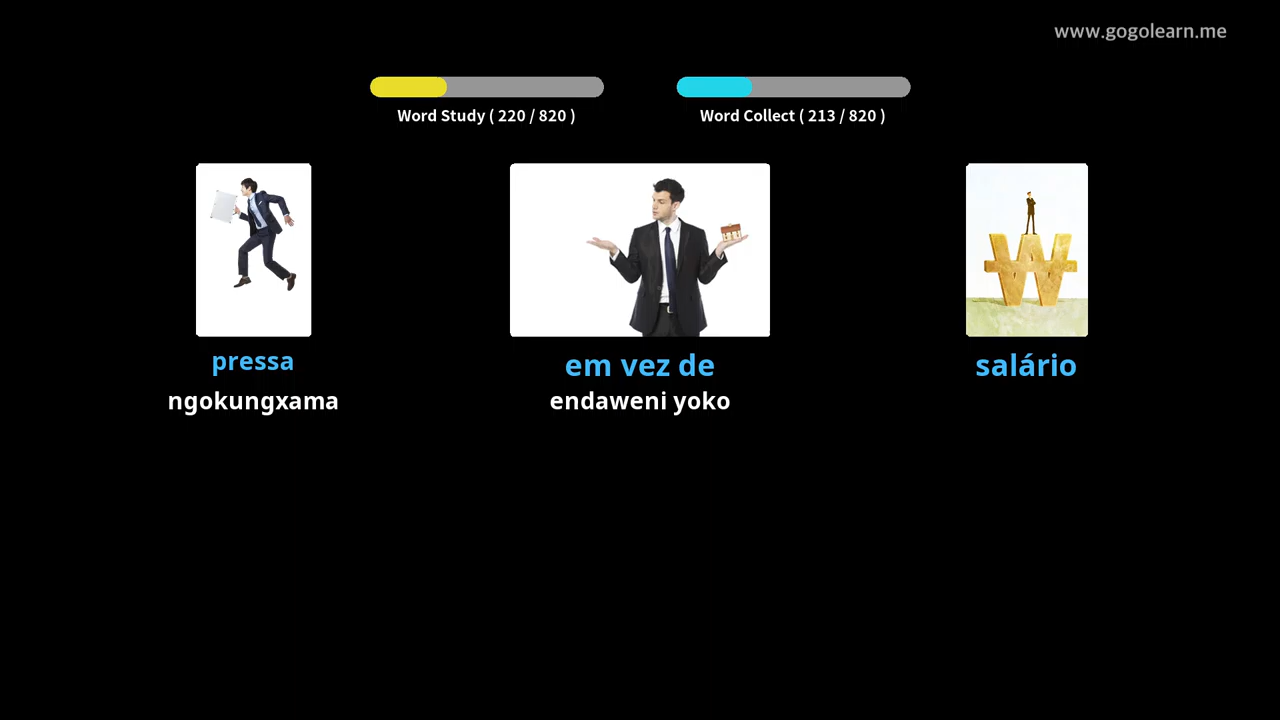 www.gogolearn.me
Word Study ( 220 / 820 )
Word Collect ( 213 / 820 )
pressa
ngokungxama
em vez de
endaweni yoko
salário